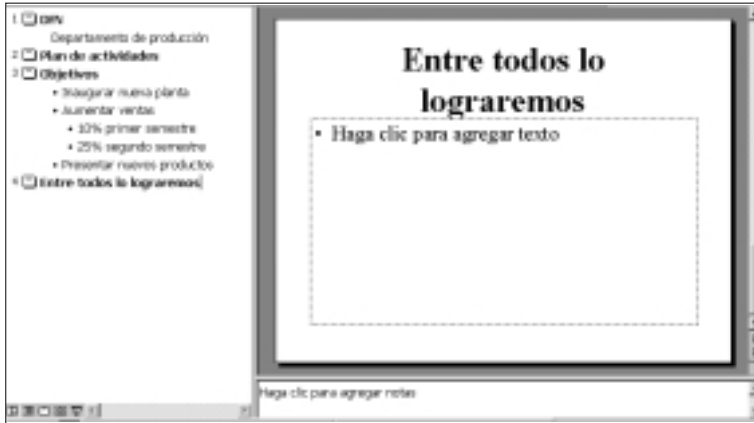 1
Departamento de producción
2 Plan de actividades
3 Objetivos
• Inaugurar nueva planta
• Aumentar ventas
• 10% primer semestre
• 25% segundo semestre
• Presentar nuevos productos
4 Entre todos lo lograremos
Entre todos lo
lograremos
• Haga clic para agregar texto
Haga clic para agregar notas